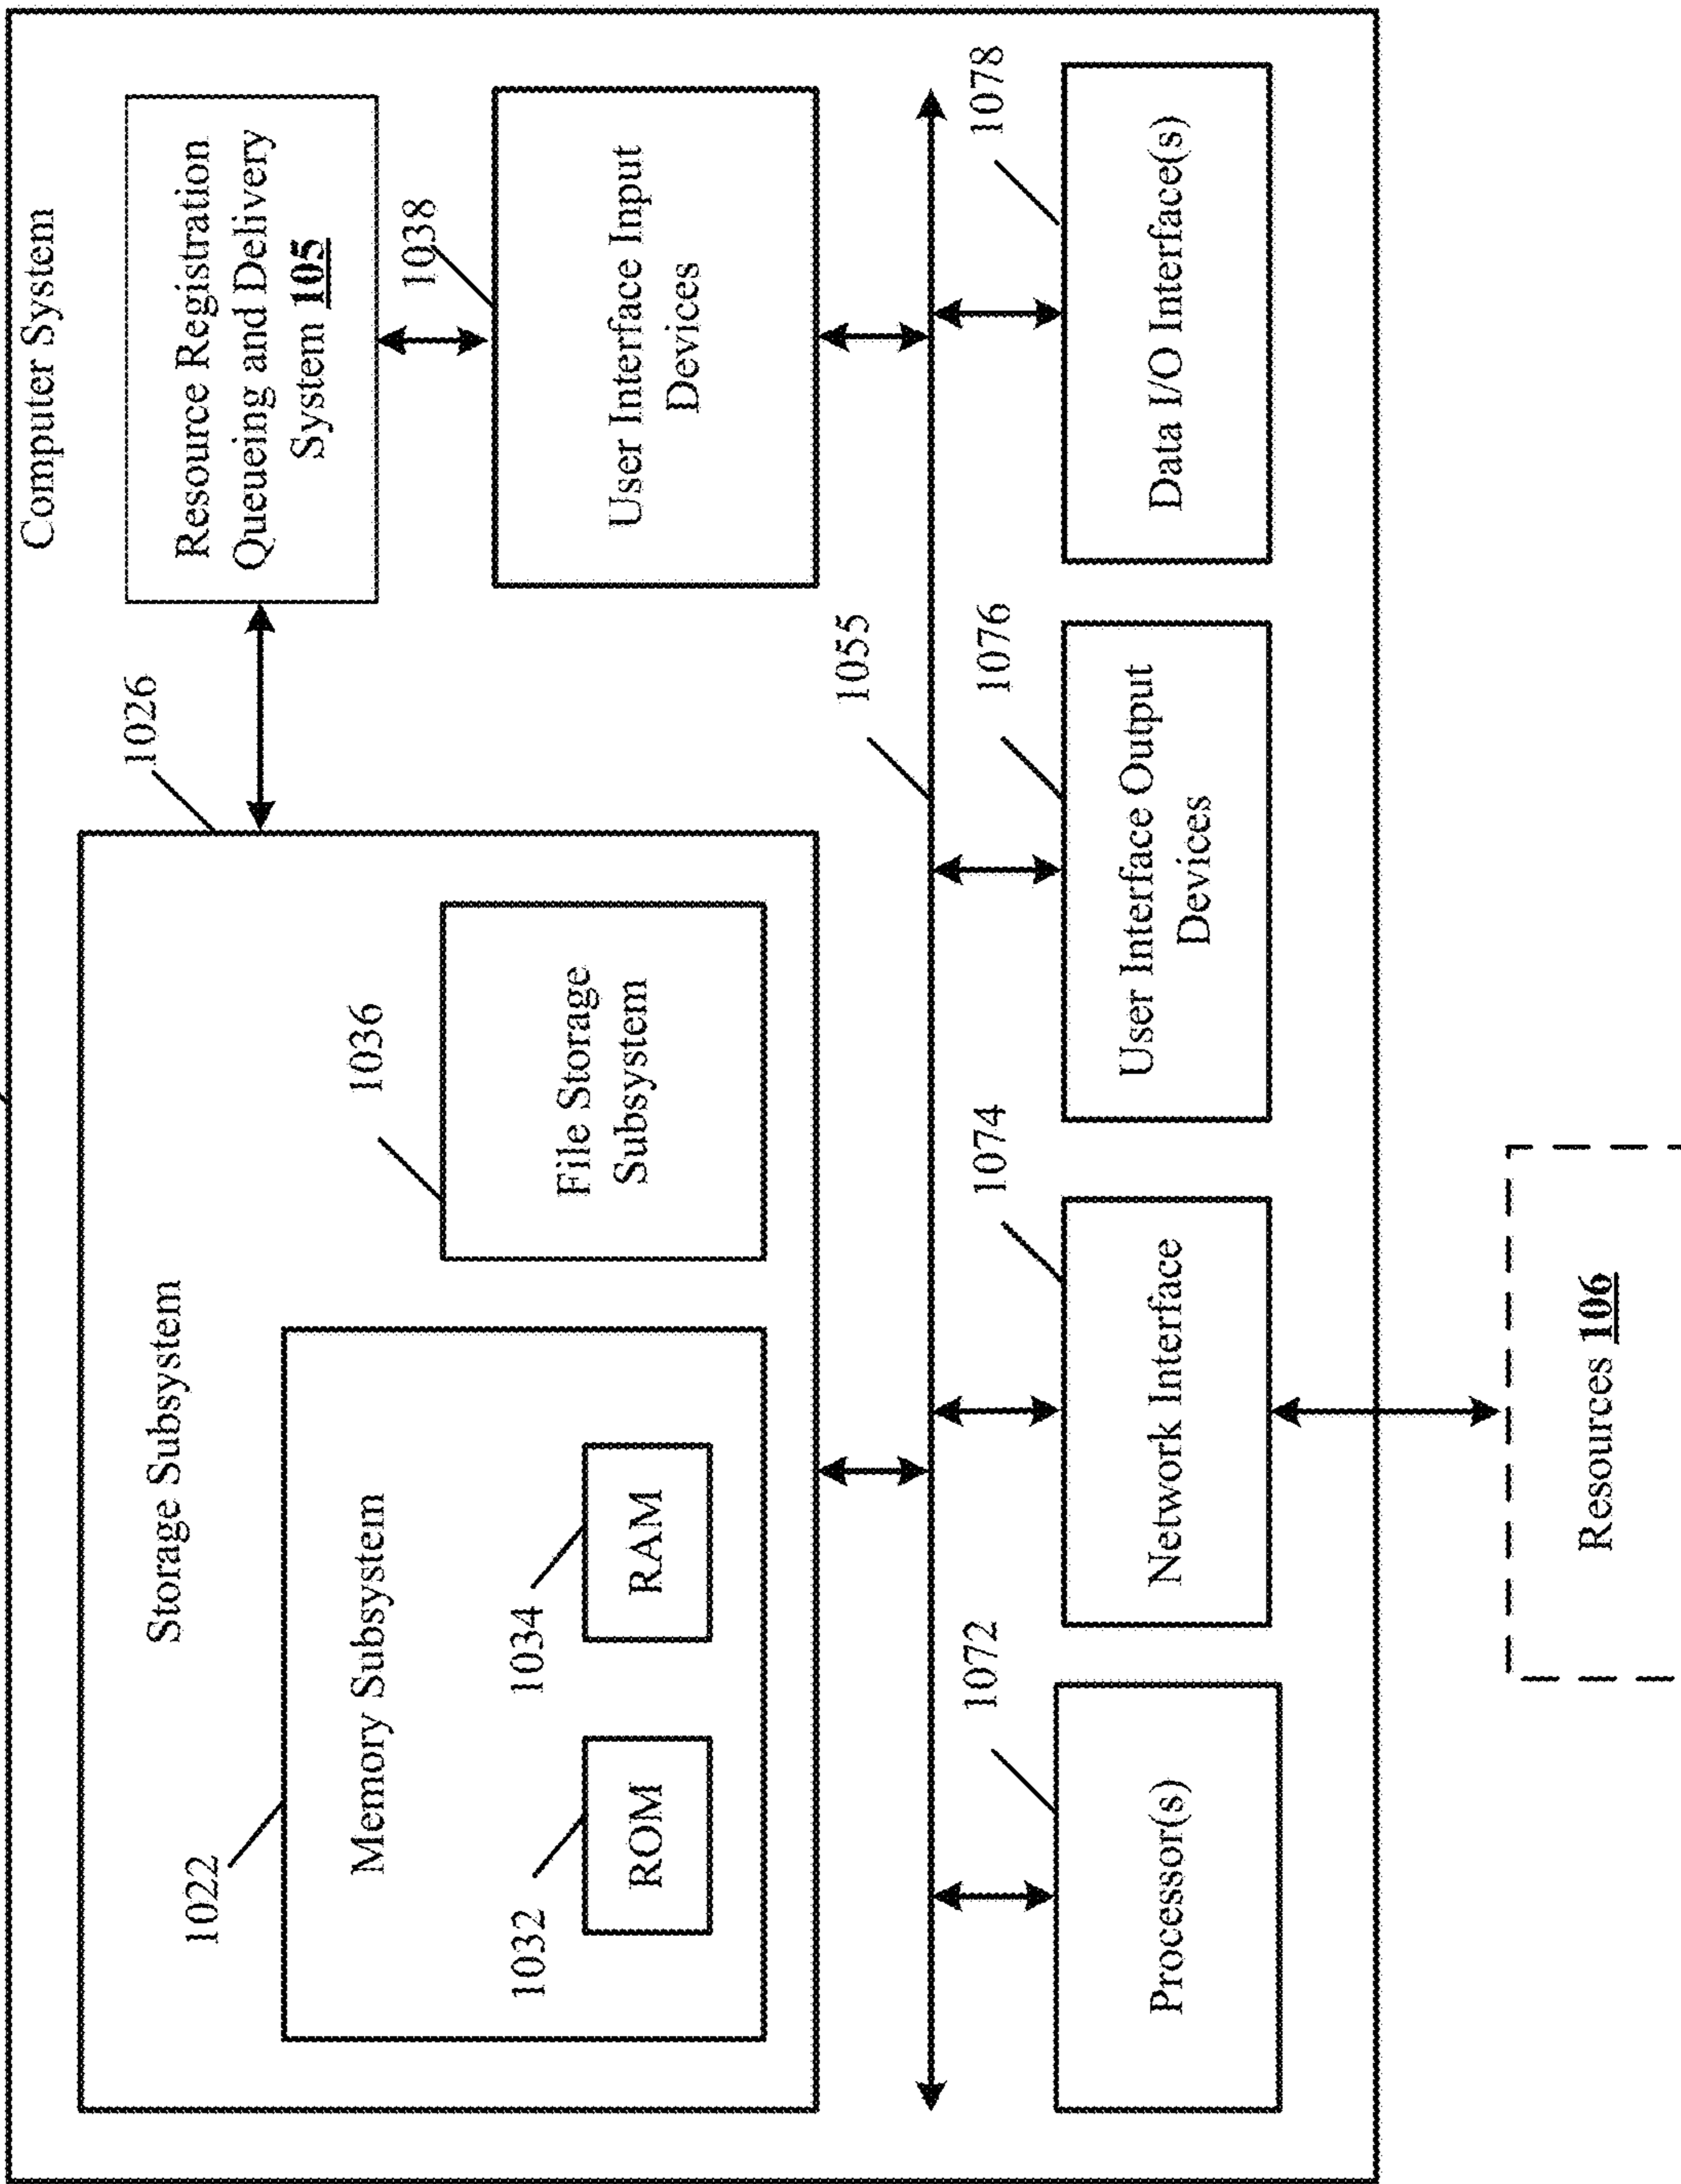 Computer System
Storage Subsystem
1026
Resource Registration
Queueing and Delivery
System 105
1022
Memory Subsystem
1036
1038
1032
ROM
1034
RAM
File Storage
Subsystem
User Interface Input
Devices
1055
1072
1074
1076
1078
Processor(s)
Network Interface
User Interface Output
Devices
Data I/O Interface(s)
Resources 106